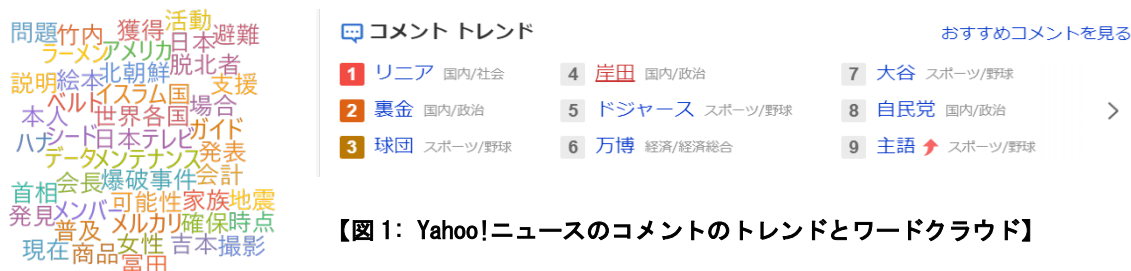 問題 竹内 獲得 活動
ラーメン アメリカ 日本 避難
説明 絵本 北朝鮮 脱北者 支援
ベルト イスラム国 場合
本人 世界各国
ハナ シード 日本テレビ ガイド
データ メンテナンス 発表
首相 会長 爆破事件 会計
可能性 家族 地震
発見 メンバー メルカリ 確保 時点
普及
現在 商品 女性 吉本 撮影
富田
コメント トレンド おすすめコメントを見る
1 リニア 国内/社会
2 裏金 国内/政治
3 球団 スポーツ/野球
4 岸田 国内/政治
5 ドジャース スポーツ/野球
6 万博 経済/経済総合
7 大谷 スポーツ/野球
8 自民党 国内/政治
9 主語 スポーツ/野球
【図1: Yahoo!ニュースのコメントのトレンドとワードクラウド】